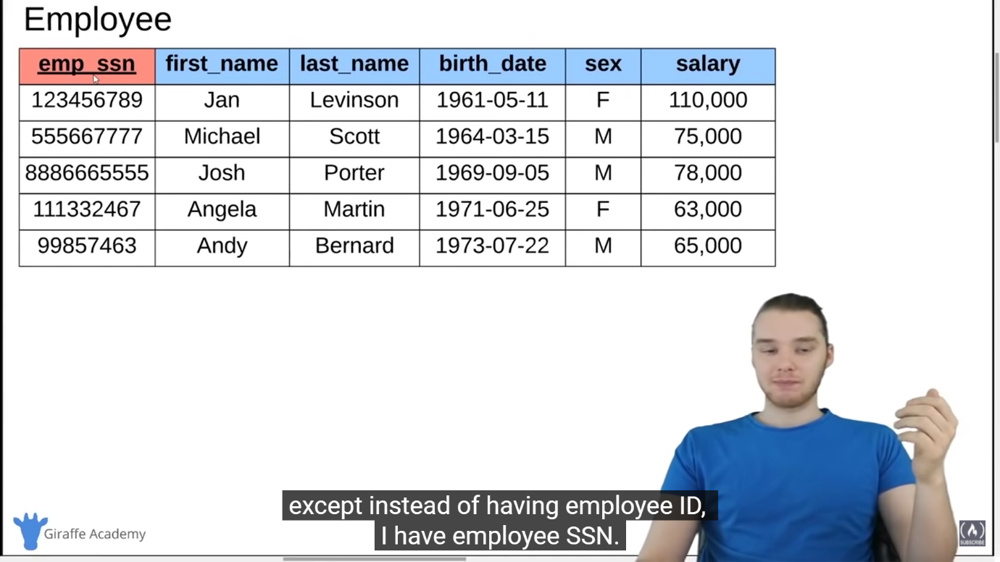 Employee
emp_ssn first_name last_name birth_date sex salary
123456789 Jan Levinson 1961-05-11 F 110,000
555667777 Michael Scott 1964-03-15 M 75,000
8886665555 Josh Porter 1969-09-05 M 78,000
111332467 Angela Martin 1971-06-25 F 63,000
99857463 Andy Bernard 1973-07-22 M 65,000
except instead of having employee ID,
I have employee SSN.
Giraffe Academy
SUBSCRIBE